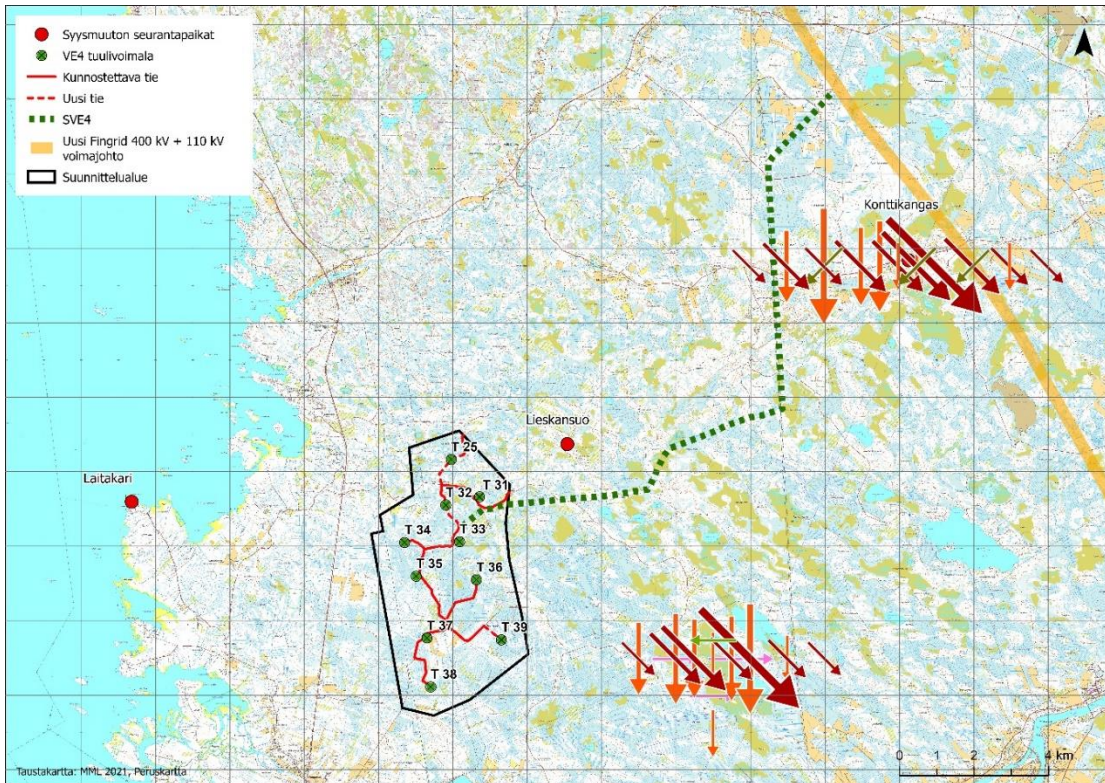 Syysmuuton seurantapaikat
VE4 tuulivoimala
Kunnostettava tie
Uusi tie
SVE4
Uusi Fingrid 400 kV + 110 kV
voimajohto
Suunnittelualue
Konttikangas
Lieskansuo
Laitakari
T 25
T 31
T 32
T 33
T 34
T 35
T 36
T 37
T 39
T 38
0 2 4 km
Taustakartta: MML 2021, Peruskartta